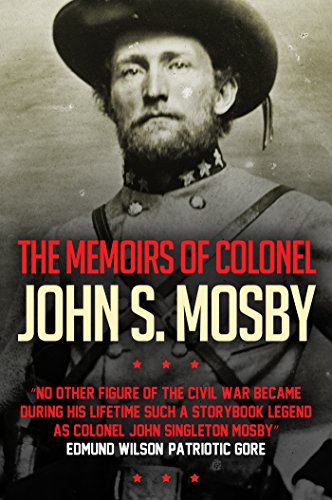 THE MEMOIRS OF COLONEL
JOHN S. MOSBY
"NO OTHER FIGURE OF THE CIVIL WAR BECAME
DURING HIS LIFETIME SUCH A STORYBOOK LEGEND
AS COLONEL JOHN SINGLETON MOSBY"
EDMUND WILSON PATRIOTIC GORE